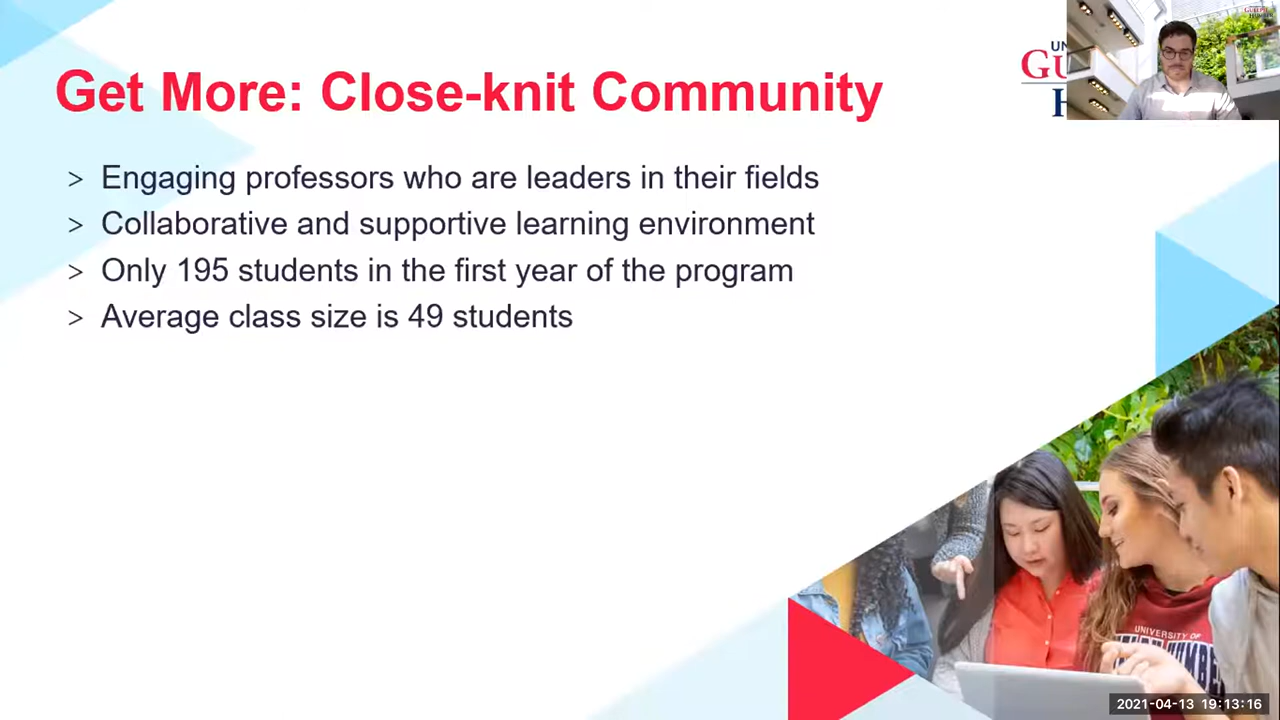 Get More: Close-knit Community
> Engaging professors who are leaders in their fields
> Collaborative and supportive learning environment
> Only 195 students in the first year of the program
> Average class size is 49 students
UNIVERSITY OF
2021-04-13 19:13:16